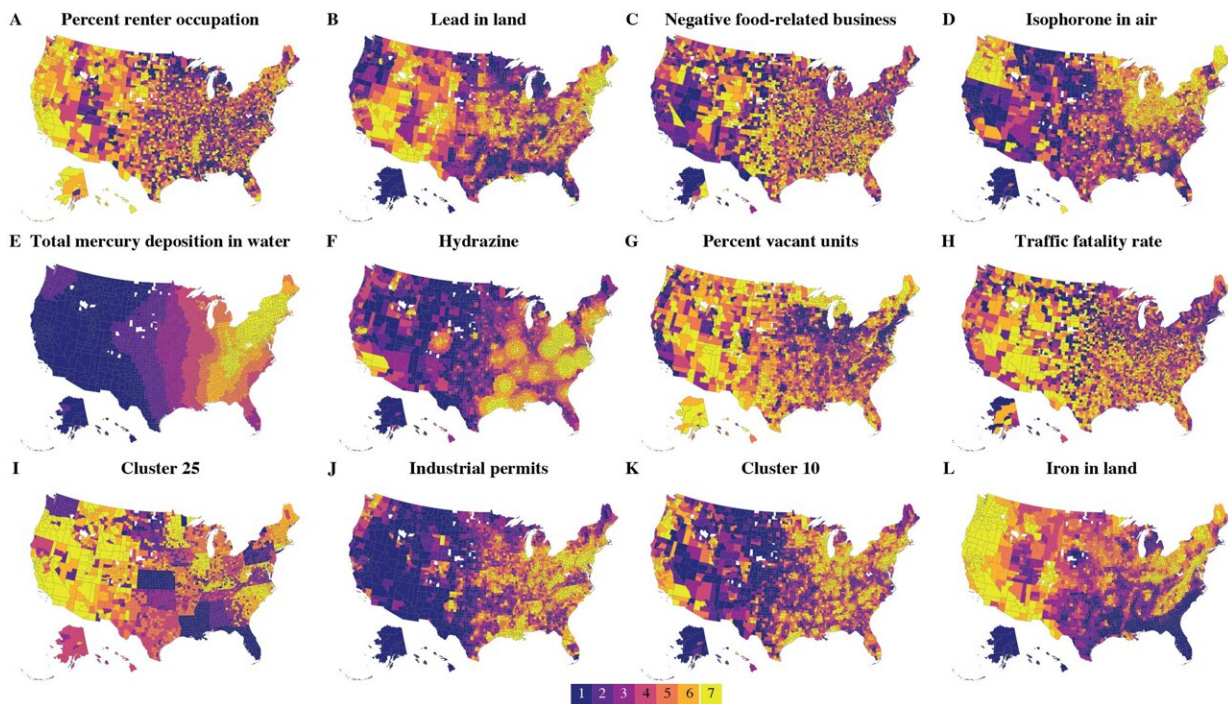 A Percent renter occupation
B Lead in land
C Negative food-related business
D Isophorone in air
E Total mercury deposition in water
F Hydrazine
G Percent vacant units
H Traffic fatality rate
I Cluster 25
J Industrial permits
K Cluster 10
L Iron in land
1 2 3 4 5 6 7